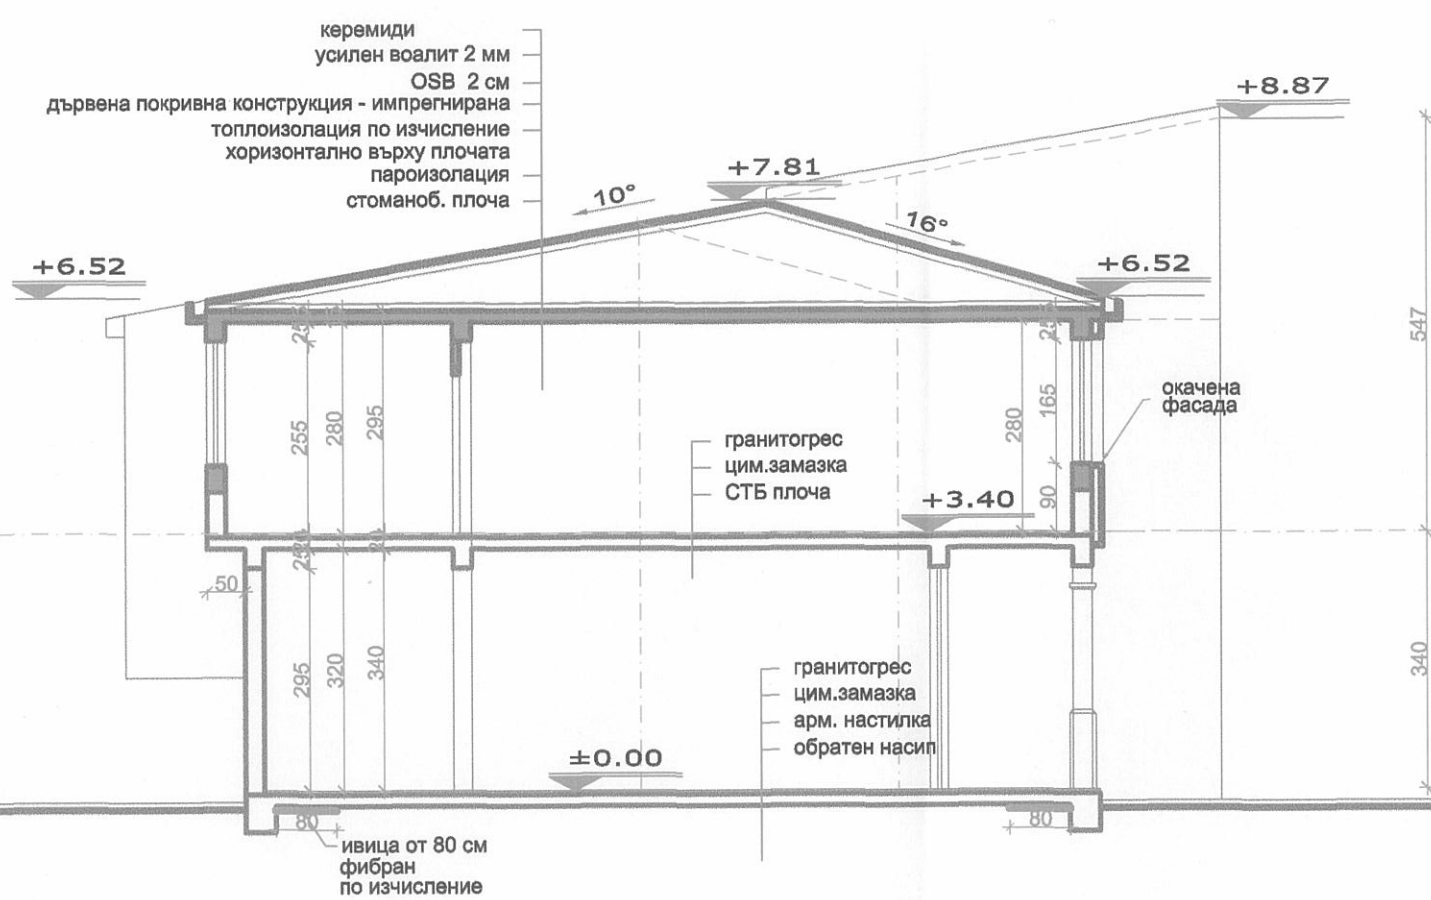 керемиди
усилен воалит 2 мм
OSB 2 см
дървена покривна конструкция - импрегнирана
топлоизолация по изчисление
хоризонтално върху плочата
пароизолация
стоманоб. плоча
+8.87
+7.81
10°
16°
+6.52
+6.52
25
25
547
окачена
фасада
255
280
295
280
165
90
гранитогрес
цим.замазка
СТБ плоча
+3.40
20
50
295
320
340
340
гранитогрес
цим.замазка
арм. настилка
обратен насип
±0.00
80
80
ивица от 80 см
фибран
по изчисление